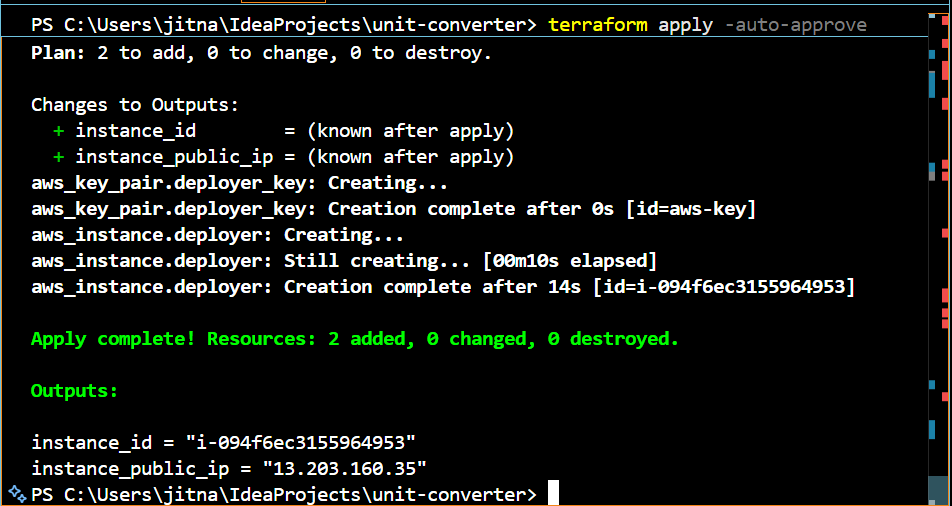 PS C:\Users\jitna\IdeaProjects\unit-converter> terraform apply -auto-approve
Plan: 2 to add, 0 to change, 0 to destroy.
Changes to Outputs:
+ instance_id        = (known after apply)
+ instance_public_ip = (known after apply)
aws_key_pair.deployer_key: Creating...
aws_key_pair.deployer_key: Creation complete after 0s [id=aws-key]
aws_instance.deployer: Creating...
aws_instance.deployer: Still creating... [00m10s elapsed]
aws_instance.deployer: Creation complete after 14s [id=i-094f6ec3155964953]
Apply complete! Resources: 2 added, 0 changed, 0 destroyed.
Outputs:
instance_id = "i-094f6ec3155964953"
instance_public_ip = "13.203.160.35"
PS C:\Users\jitna\IdeaProjects\unit-converter>